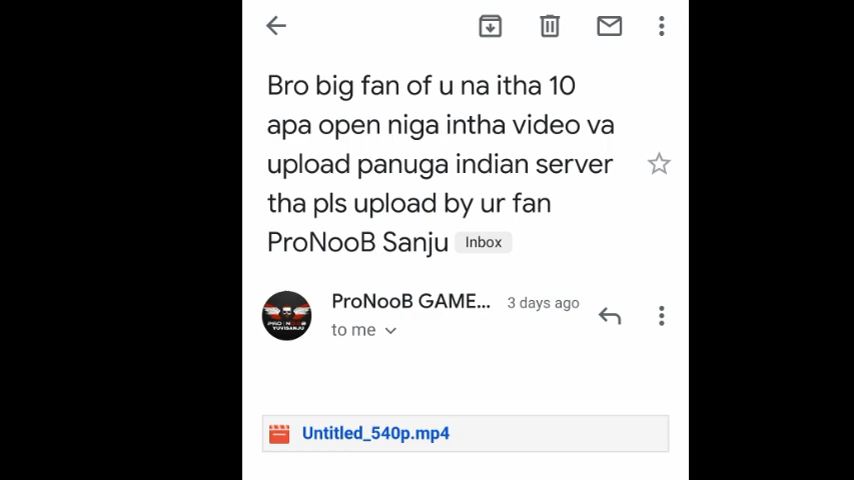 Bro big fan of u na itha 10
apa open niga intha video va
upload panuga indian server
tha pls upload by ur fan
ProNooB Sanju Inbox
ProNooB GAME... 3 days ago
to me
Untitled_540p.mp4